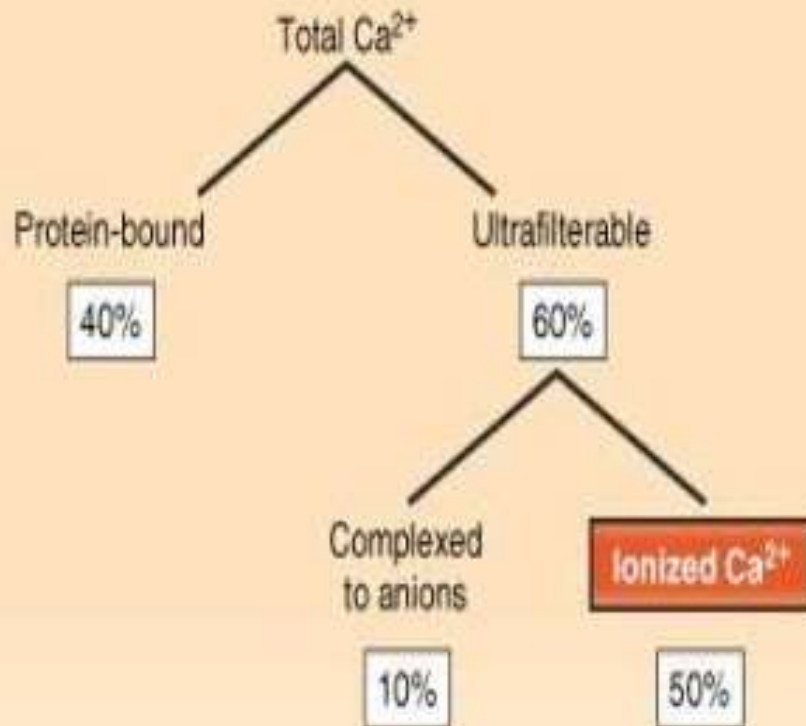 Total Ca²⁺
Protein-bound
Ultrafilterable
40%
60%
Complexed
to anions
Ionized Ca²⁺
10%
50%